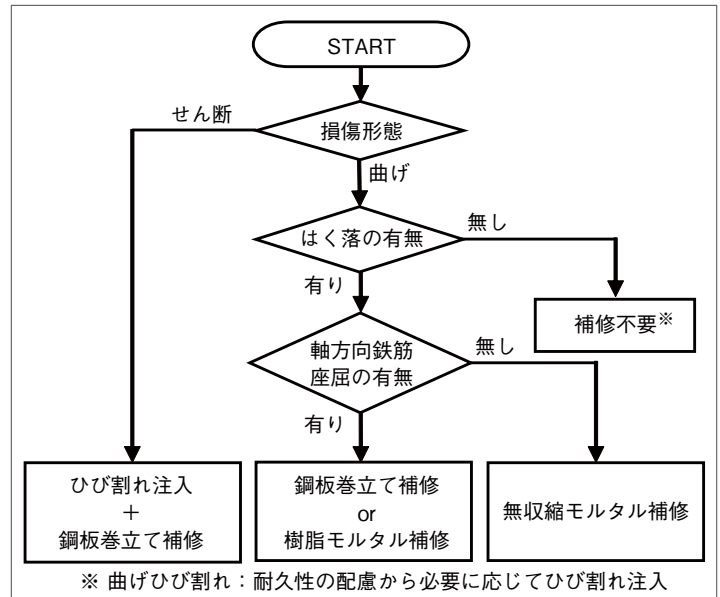 START
せん断
損傷形態
曲げ
はく落の有無
無し
有り
補修不要※
軸方向鉄筋
座屈の有無
無し
有り
ひび割れ注入
+
鋼板巻立て補修
鋼板巻立て補修
or
樹脂モルタル補修
無収縮モルタル補修
※ 曲げひび割れ：耐久性の配慮から必要に応じてひび割れ注入